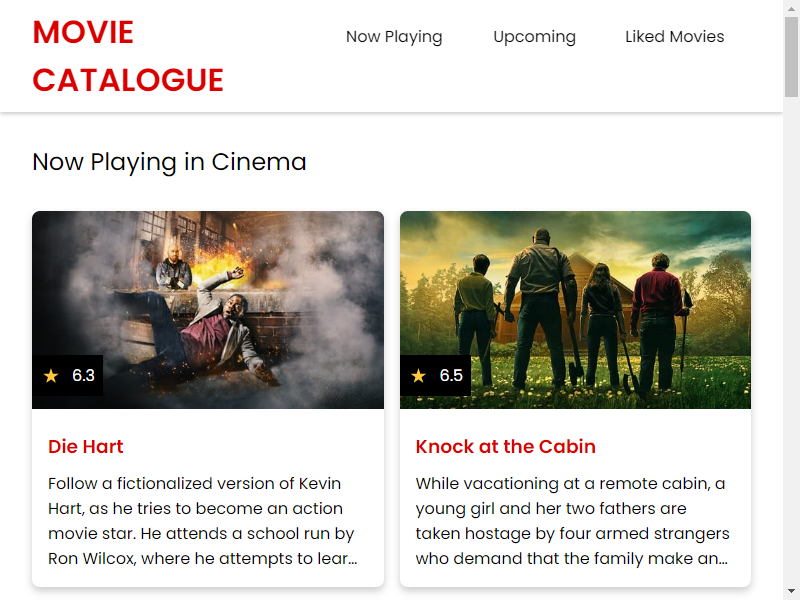 MOVIE
CATALOGUE
Now Playing
Upcoming
Liked Movies
Now Playing in Cinema
6.3
6.5
Die Hart
Follow a fictionalized version of Kevin
Hart, as he tries to become an action
movie star. He attends a school run by
Ron Wilcox, where he attempts to lear...
Knock at the Cabin
While vacationing at a remote cabin, a
young girl and her two fathers are
taken hostage by four armed strangers
who demand that the family make an...